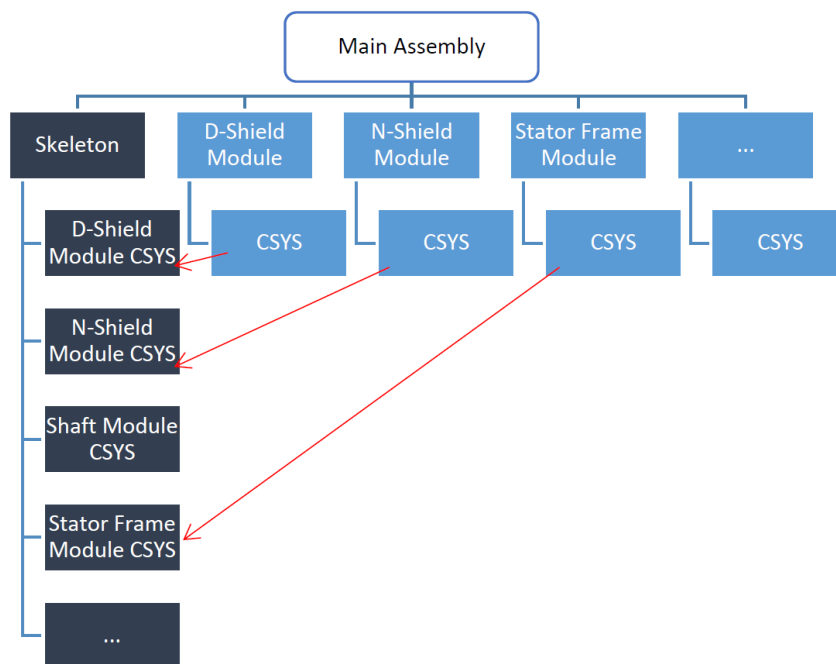 Main Assembly
Skeleton
D-Shield
Module
N-Shield
Module
Stator Frame
Module
...
D-Shield
Module CSYS
CSYS
CSYS
CSYS
CSYS
N-Shield
Module CSYS
Shaft Module
CSYS
Stator Frame
Module CSYS
...